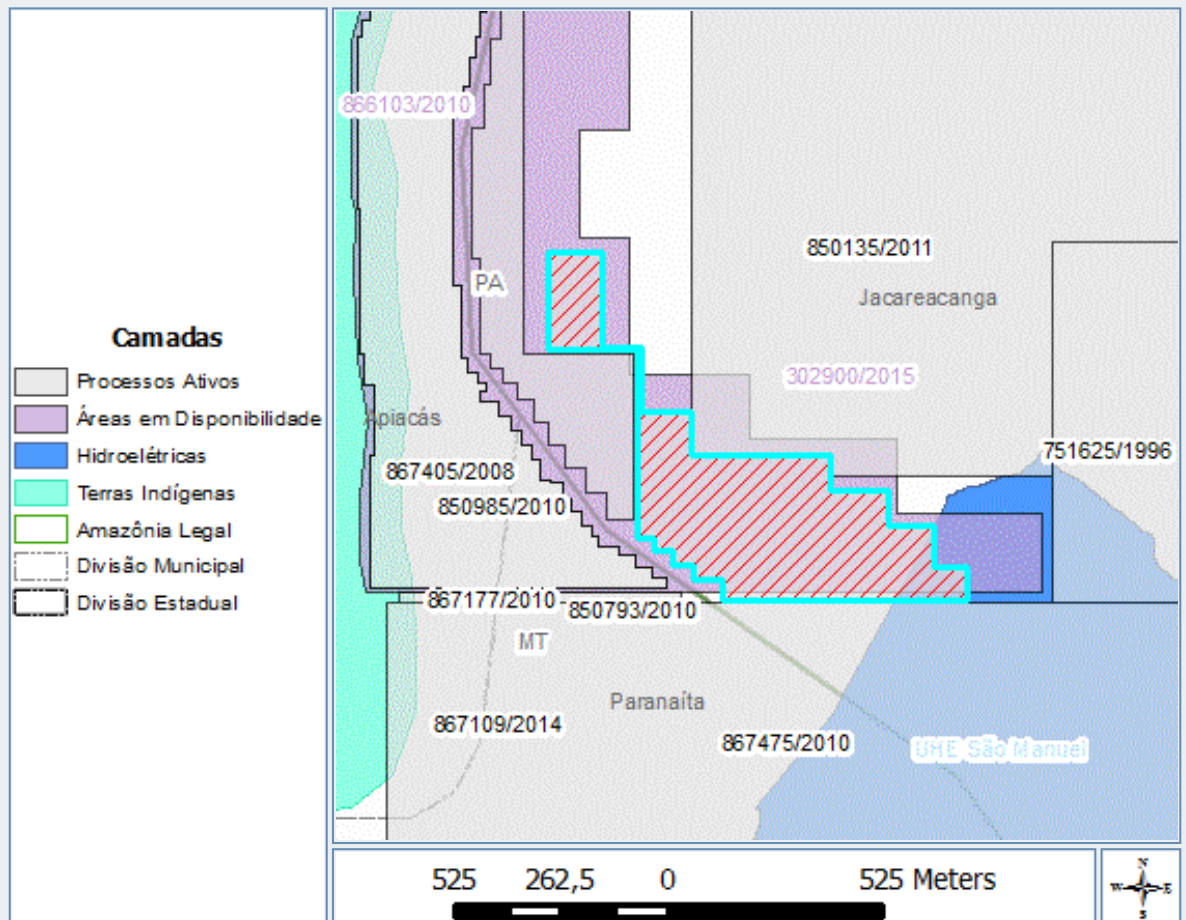 Camadas
Processos Ativos
Áreas em Disponibilidade
Hidroelétricas
Terras Indígenas
Amazônia Legal
Divisão Municipal
Divisão Estadual
866103/2010
850135/2011
PA
Jacareacanga
302900/2015
Apiacás
751625/1996
867405/2008
850985/2010
867177/2010
850793/2010
MT
Paranaíta
867109/2014
867475/2010
UHE São Manuel
525 262,5 0 525 Meters
N
W E
S